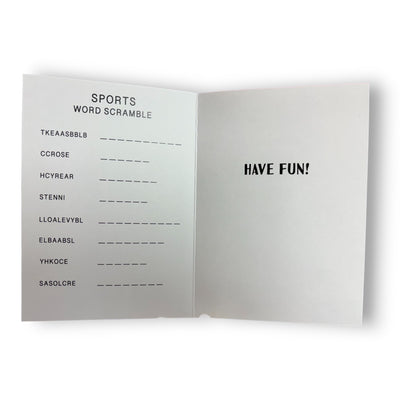 SPORTS
WORD SCRAMBLE
TKEAASBBLB _ _ _ _ _ _ _ _ _ _
CCROSE _ _ _ _ _ _
HCYREAR _ _ _ _ _ _ _
STENNI _ _ _ _ _ _
LLOALEVYBL _ _ _ _ _ _ _ _ _ _
ELBAABSL _ _ _ _ _ _ _ _
YHKOCE _ _ _ _ _ _
SASOLCRE _ _ _ _ _ _ _ _
HAVE FUN!